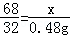 68/32 = x/0.48g